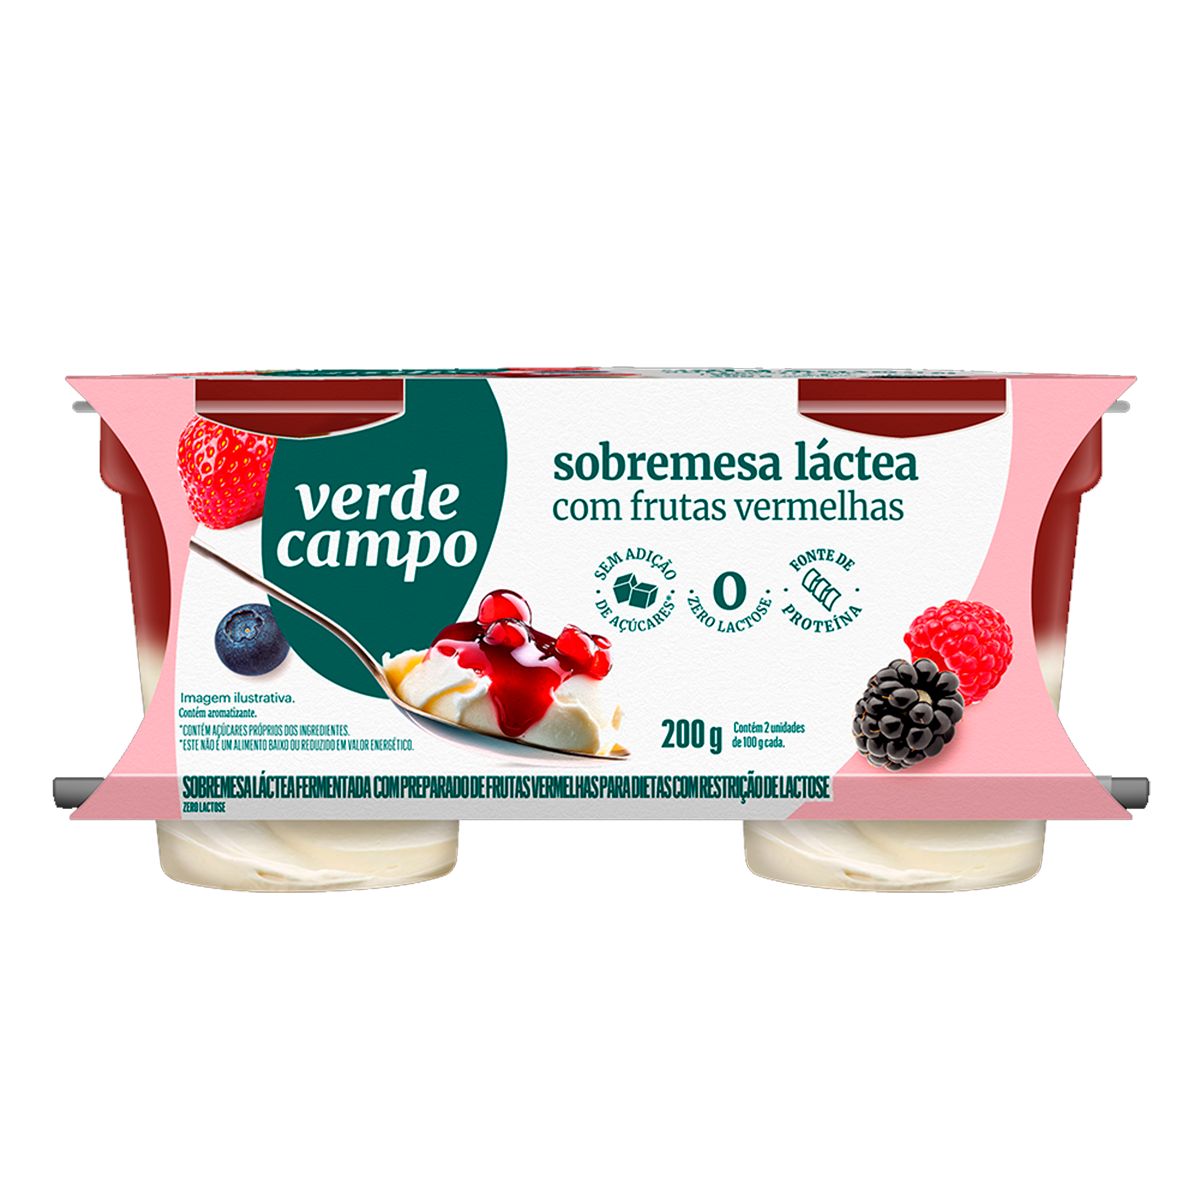 verde
campo
sobremesa láctea
com frutas vermelhas
SEM ADIÇÃO
DE AÇÚCARES*
0
ZERO LACTOSE
FONTE DE
PROTEÍNA
Imagem ilustrativa.
Contém aromatizante.
*CONTÉM AÇÚCARES PRÓPRIOS DOS INGREDIENTES.
*ESTE NÃO É UM ALIMENTO BAIXO OU REDUZIDO EM VALOR ENERGÉTICO.
200g
Contém 2 unidades
de 100 g cada.
SOBREMESA LÁCTEA FERMENTADA COM PREPARADO DE FRUTAS VERMELHAS PARA DIETAS COM RESTRIÇÃO DE LACTOSE
ZERO LACTOSE